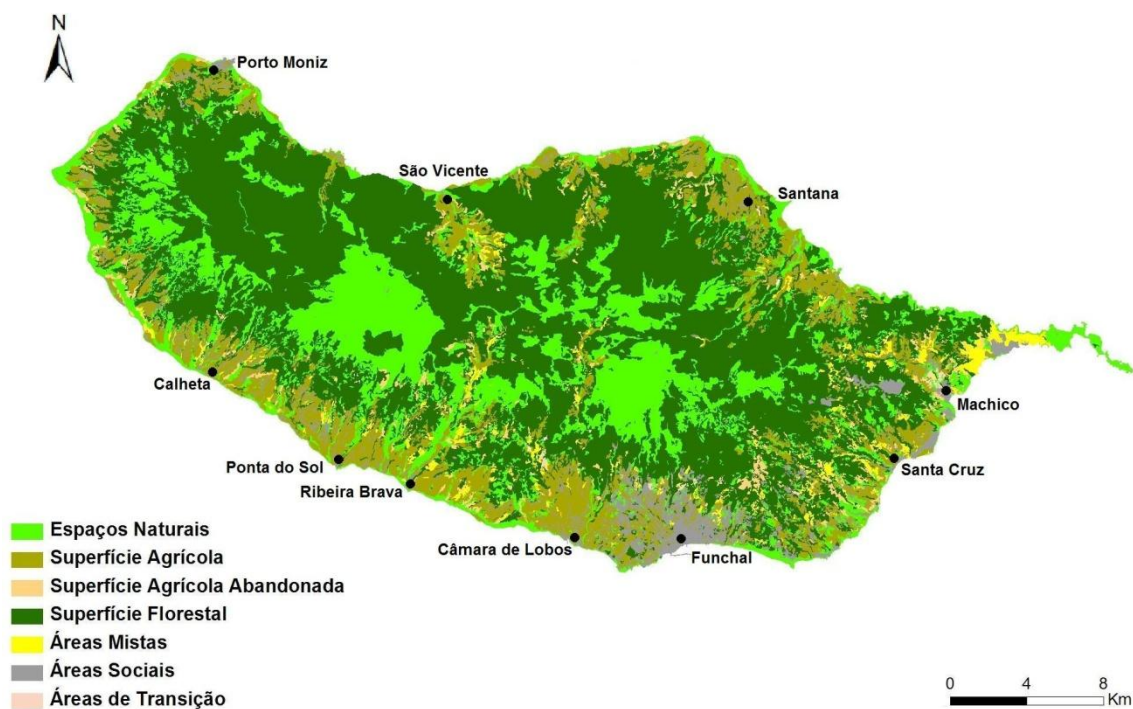 N
Porto Moniz
São Vicente
Santana
Calheta
Machico
Ponta do Sol
Santa Cruz
Ribeira Brava
Câmara de Lobos
Funchal
Espaços Naturais
Superfície Agrícola
Superfície Agrícola Abandonada
Superfície Florestal
Áreas Mistas
Áreas Sociais
Áreas de Transição
0 4 8
Km